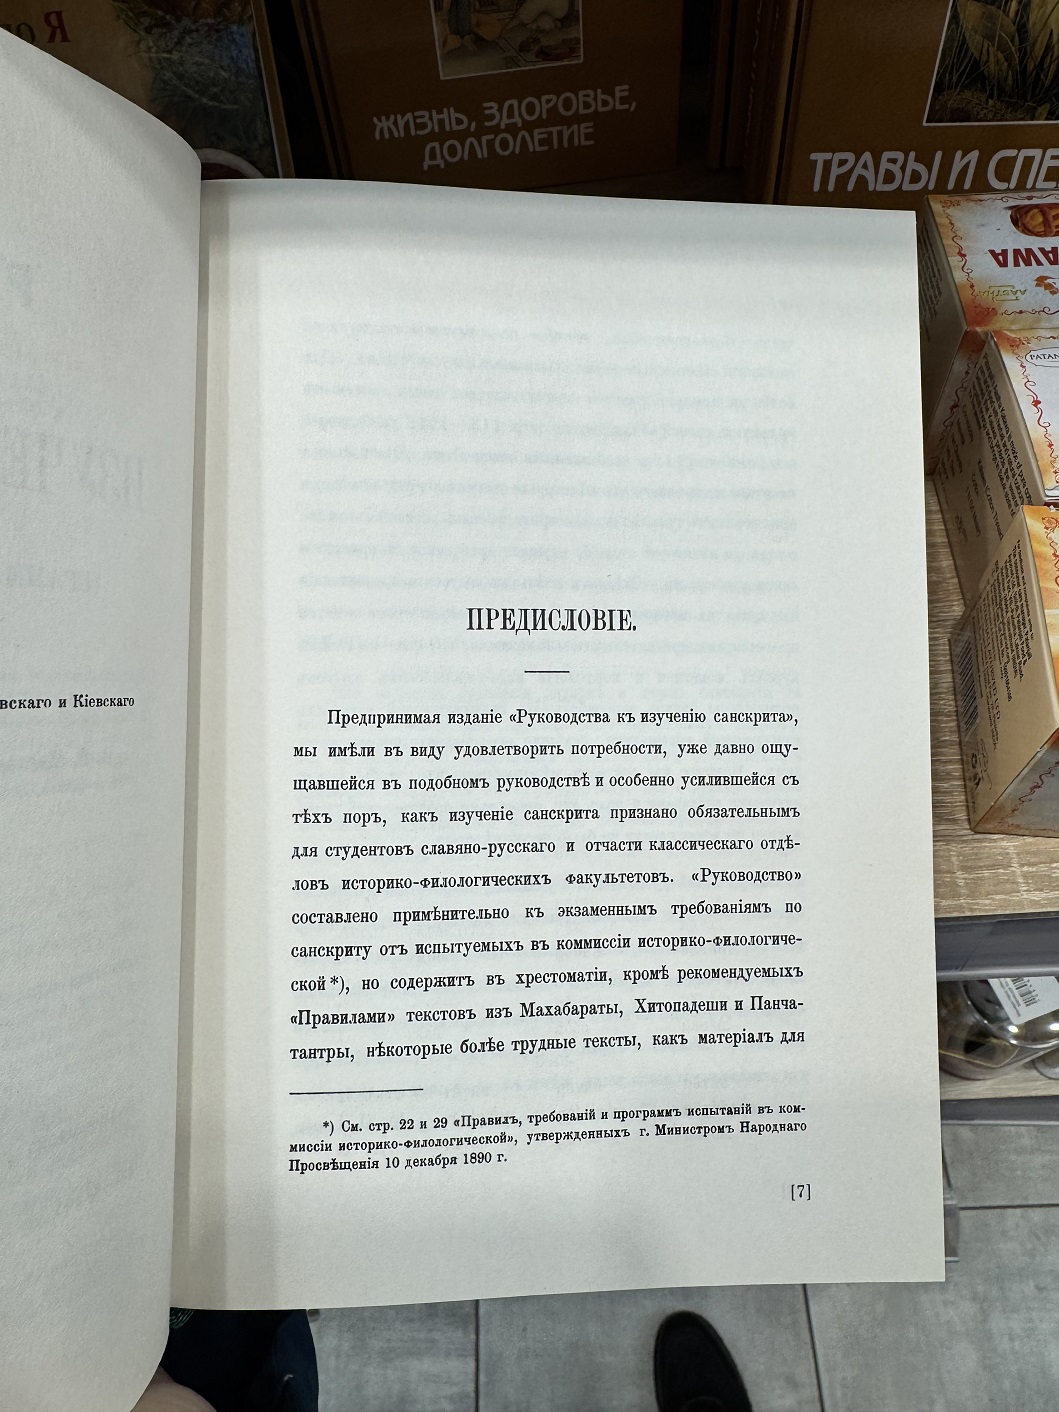 ЖИЗНЬ, ЗДОРОВЬЕ,
ДОЛГОЛЕТИЕ
ТРАВЫ И СПЕ
AWA
PATAN
вскаго и Кіевскаго
ПРЕДИСЛОВІЕ.
Предпринимая изданіе «Руководства къ изученію санскрита»,
мы имѣли въ виду удовлетворить потребности, уже давно ощу-
щавшейся въ подобномъ руководствѣ и особенно усилившейся съ
тѣхъ поръ, какъ изученіе санскрита признано обязательнымъ
для студентовъ славяно-русскаго и отчасти классическаго отдѣ-
ловъ историко-филологическихъ факультетовъ. «Руководство»
составлено примѣнительно къ экзаменнымъ требованіямъ по
санскриту отъ испытуемыхъ въ коммиссіи историко-филологиче-
ской *), но содержитъ въ хрестоматіи, кромѣ рекомендуемыхъ
«Правилами» текстовъ изъ Махабараты, Хитопадеши и Панча-
тантры, нѣкоторые болѣе трудные тексты, какъ матеріалъ для
*) См. стр. 22 и 29 «Правилъ, требованій и программъ испытаній въ ком-
миссіи историко-филологической», утвержденныхъ г. Министромъ Народнаго
Просвѣщенія 10 декабря 1890 г.
[7]